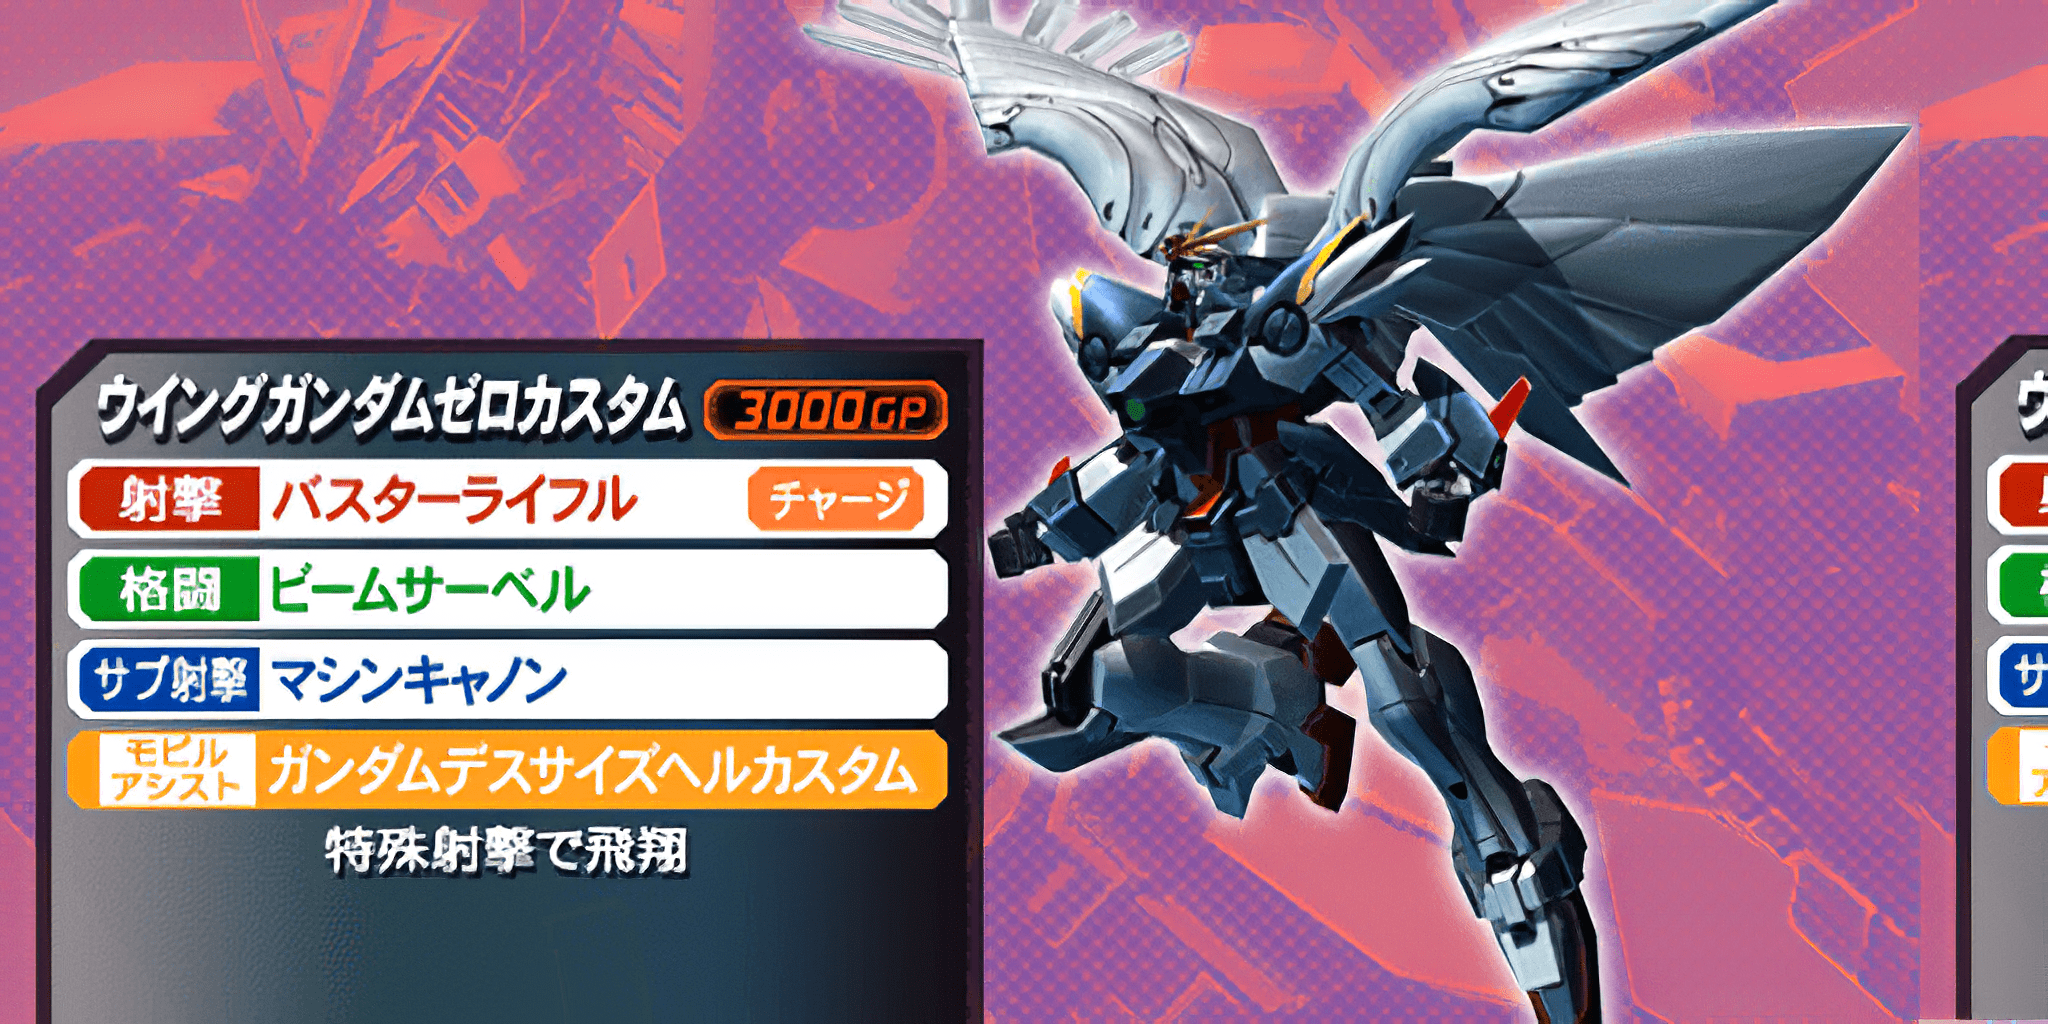 ウイングガンダムゼロカスタム 3000GP
射撃 バスターライフル チャージ
格闘 ビームサーベル
サブ射撃 マシンキャノン
モビルアシスト ガンダムデスサイズヘルカスタム
特殊射撃で飛翔